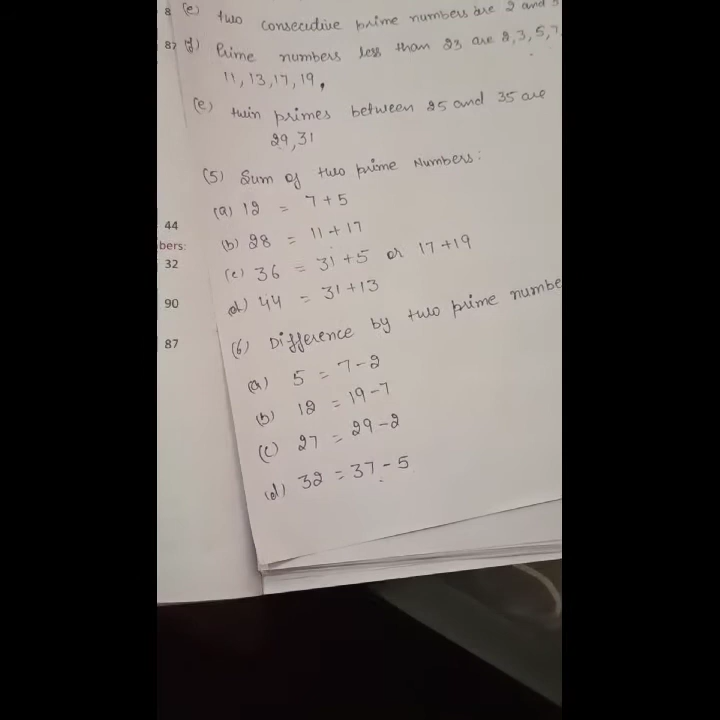 8 (e) two consecutive prime numbers are 2 and 3
87 (d) Prime numbers less than 23 are 2,3,5,7,
11, 13, 17, 19,
(e) twin primes between 25 and 35 are
29, 31
(5) Sum of two prime Numbers:
(a) 12 = 7+5
44
(b) 28 = 11+17
bers:
(c) 36 = 31+5 or 17+19
32
(d) 44 = 31+13
90
(6) Difference by two prime numbe
87
(a) 5 = 7-2
(b) 12 = 19-7
(c) 27 = 29-2
(d) 32 = 37-5